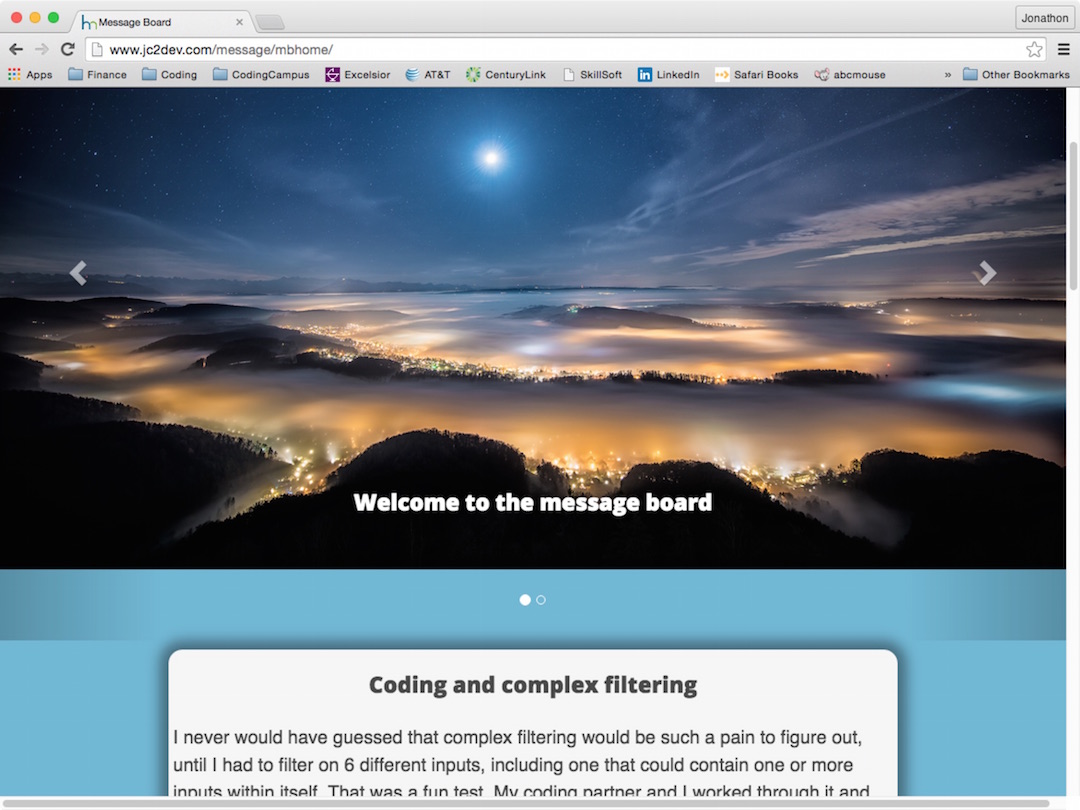 Message Board
Jonathon
www.jc2dev.com/message/mbhome/
Apps Finance Coding CodingCampus Excelsior AT&T CenturyLink SkillSoft LinkedIn Safari Books abcmouse » Other Bookmarks
Welcome to the message board
Coding and complex filtering
I never would have guessed that complex filtering would be such a pain to figure out,
until I had to filter on 6 different inputs, including one that could contain one or more
inputs within itself. That was a fun test. My coding partner and I worked through it and